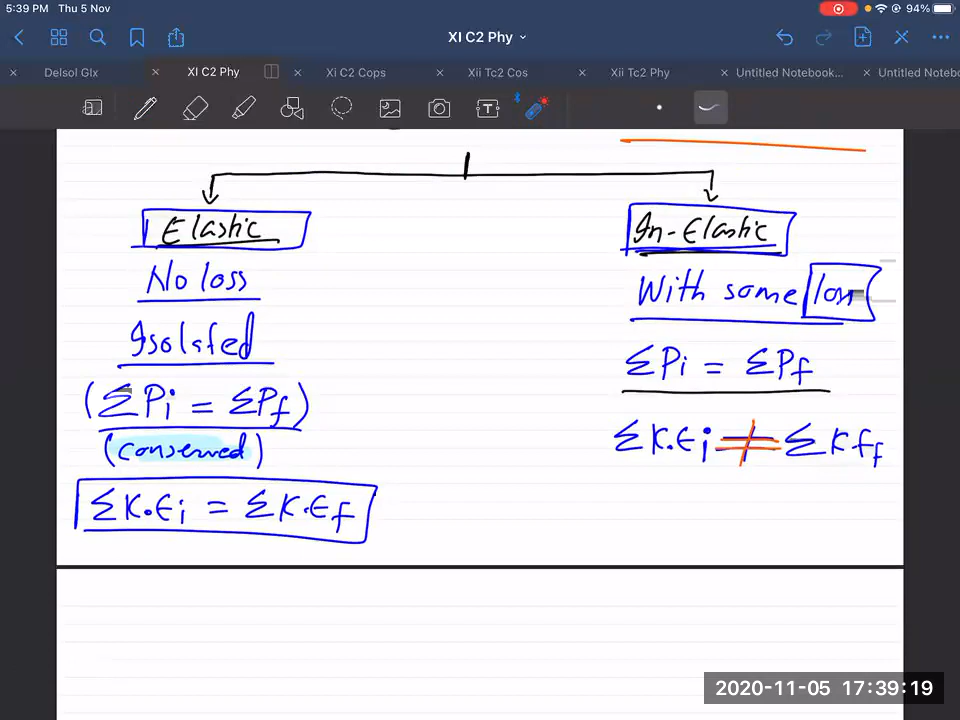 5:39 PM Thu 5 Nov 94%
XI C2 Phy
Delsol Glx XI C2 Phy Xi C2 Cops Xii Tc2 Cos Xii Tc2 Phy Untitled Notebook... Untitled Notebo
Elastic
No loss
Isolated
(ΣPi = ΣPf)
(conserved)
ΣK.Ei = ΣK.Ef
In-Elastic
With some loss
ΣPi = ΣPf
ΣK.Ei ≠ ΣK.Ef
2020-11-05 17:39:19